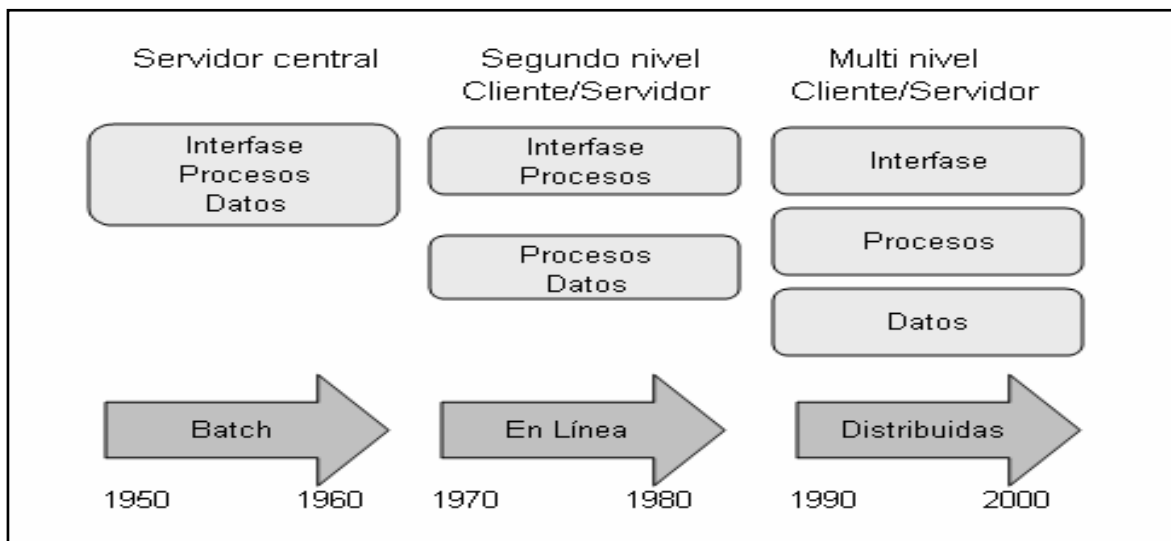 Servidor central
Segundo nivel
Cliente/Servidor
Multi nivel
Cliente/Servidor
Interfase
Procesos
Datos
Interfase
Procesos
Procesos
Datos
Interfase
Procesos
Datos
Batch
En Línea
Distribuidas
1950
1960
1970
1980
1990
2000